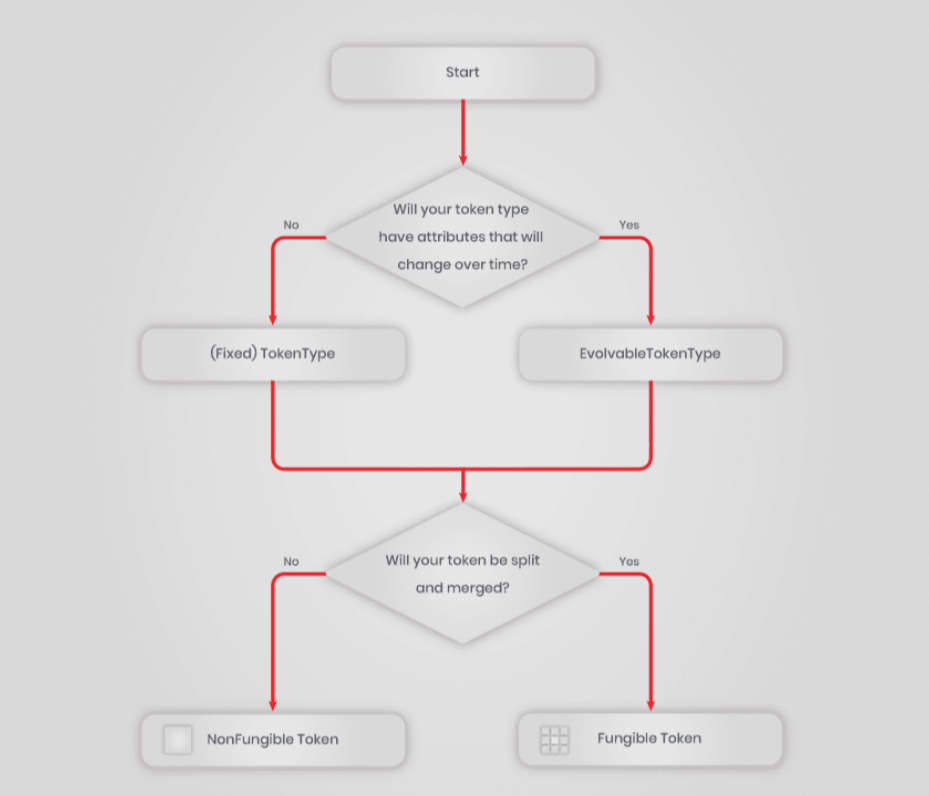 Start
Will your token type
have attributes that will
change over time?
No
Yes
(Fixed) TokenType
EvolvableTokenType
Will your token be split
and merged?
No
Yes
NonFungible Token
Fungible Token